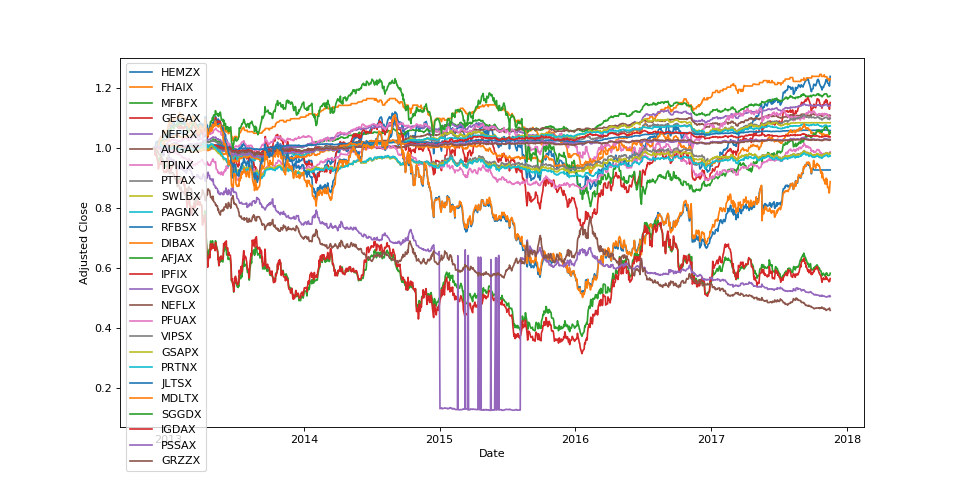 1.2
1.0
0.8
0.6
0.4
0.2
Adjusted Close
HEMZX
FHAIX
MFBFX
GEGAX
NEFRX
AUGAX
TPINX
PTTAX
SWLBX
PAGNX
RFBSX
DIBAX
AFJAX
IPFIX
EVGOX
NEFLX
PFUAX
VIPSX
GSAPX
PRTNX
JLTSX
MDLTX
SGGDX
IGDAX
PSSAX
GRZZX
2013
2014
2015
2016
2017
2018
Date